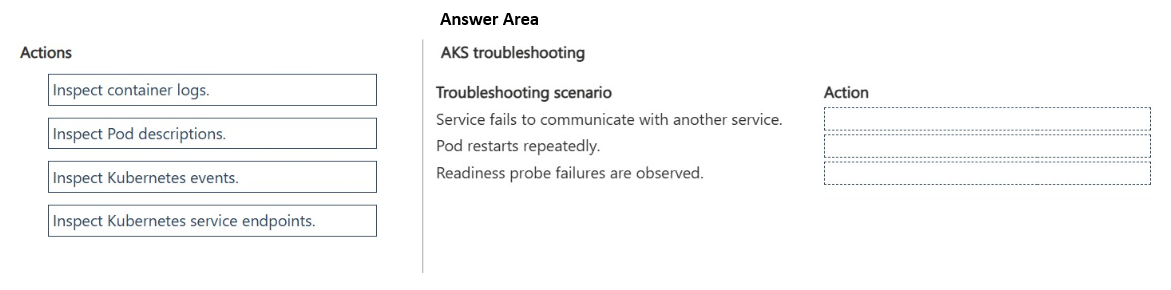 Answer Area
Actions
AKS troubleshooting
Inspect container logs.
Inspect Pod descriptions.
Inspect Kubernetes events.
Inspect Kubernetes service endpoints.
Troubleshooting scenario
Action
Service fails to communicate with another service.
Pod restarts repeatedly.
Readiness probe failures are observed.